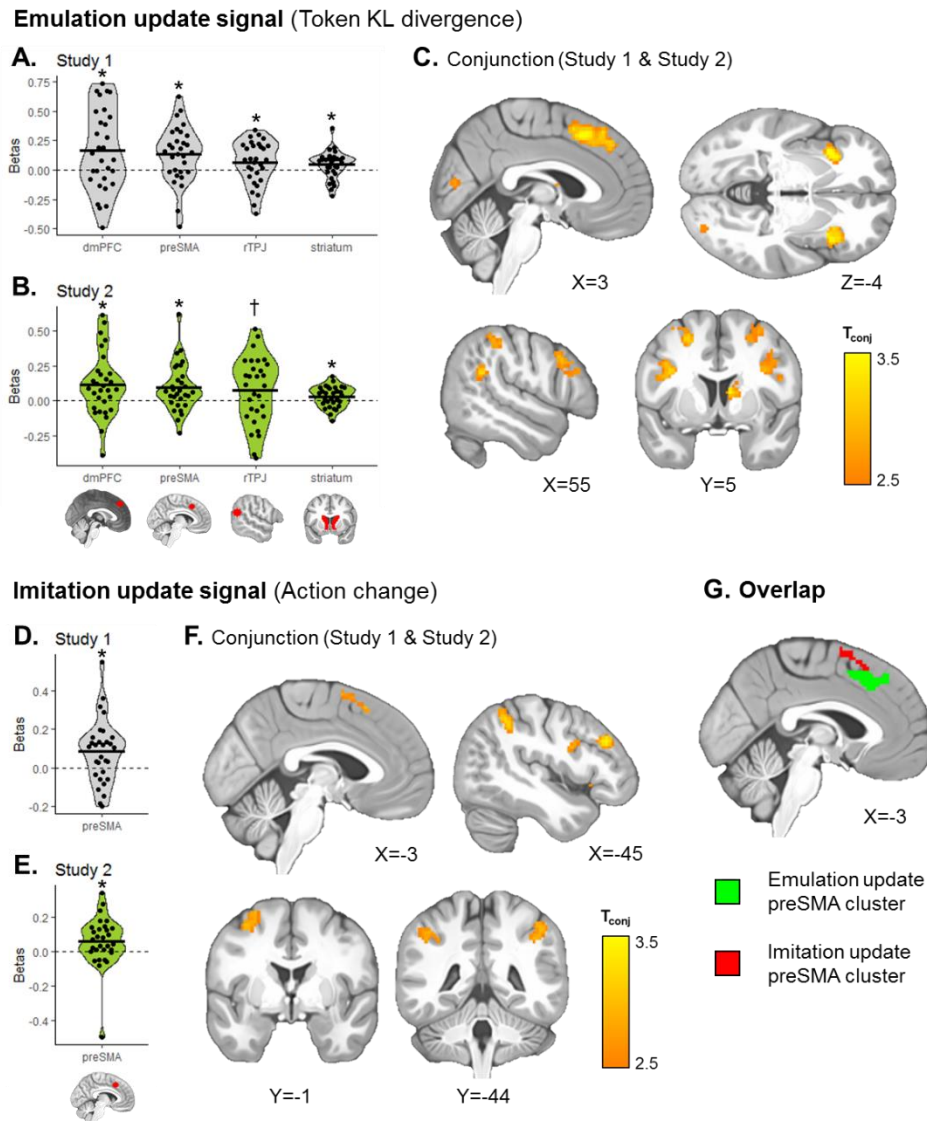 Emulation update signal (Token KL divergence)
A. Study 1
Betas
0.75
0.50
0.25
0.00
-0.25
-0.50
* * * *
dmPFC preSMA rTPJ striatum
B. Study 2
Betas
0.50
0.25
0.00
-0.25
* * † *
dmPFC preSMA rTPJ striatum
C. Conjunction (Study 1 & Study 2)
X=3 Z=-4
X=55 Y=5
Tconj
3.5
2.5
Imitation update signal (Action change)
D. Study 1
Betas
0.4
0.2
0.0
-0.2
*
preSMA
E. Study 2
Betas
0.2
0.0
-0.2
-0.4
*
preSMA
F. Conjunction (Study 1 & Study 2)
X=-3 X=-45
Y=-1 Y=-44
Tconj
3.5
2.5
G. Overlap
X=-3
Emulation update
preSMA cluster
Imitation update
preSMA cluster